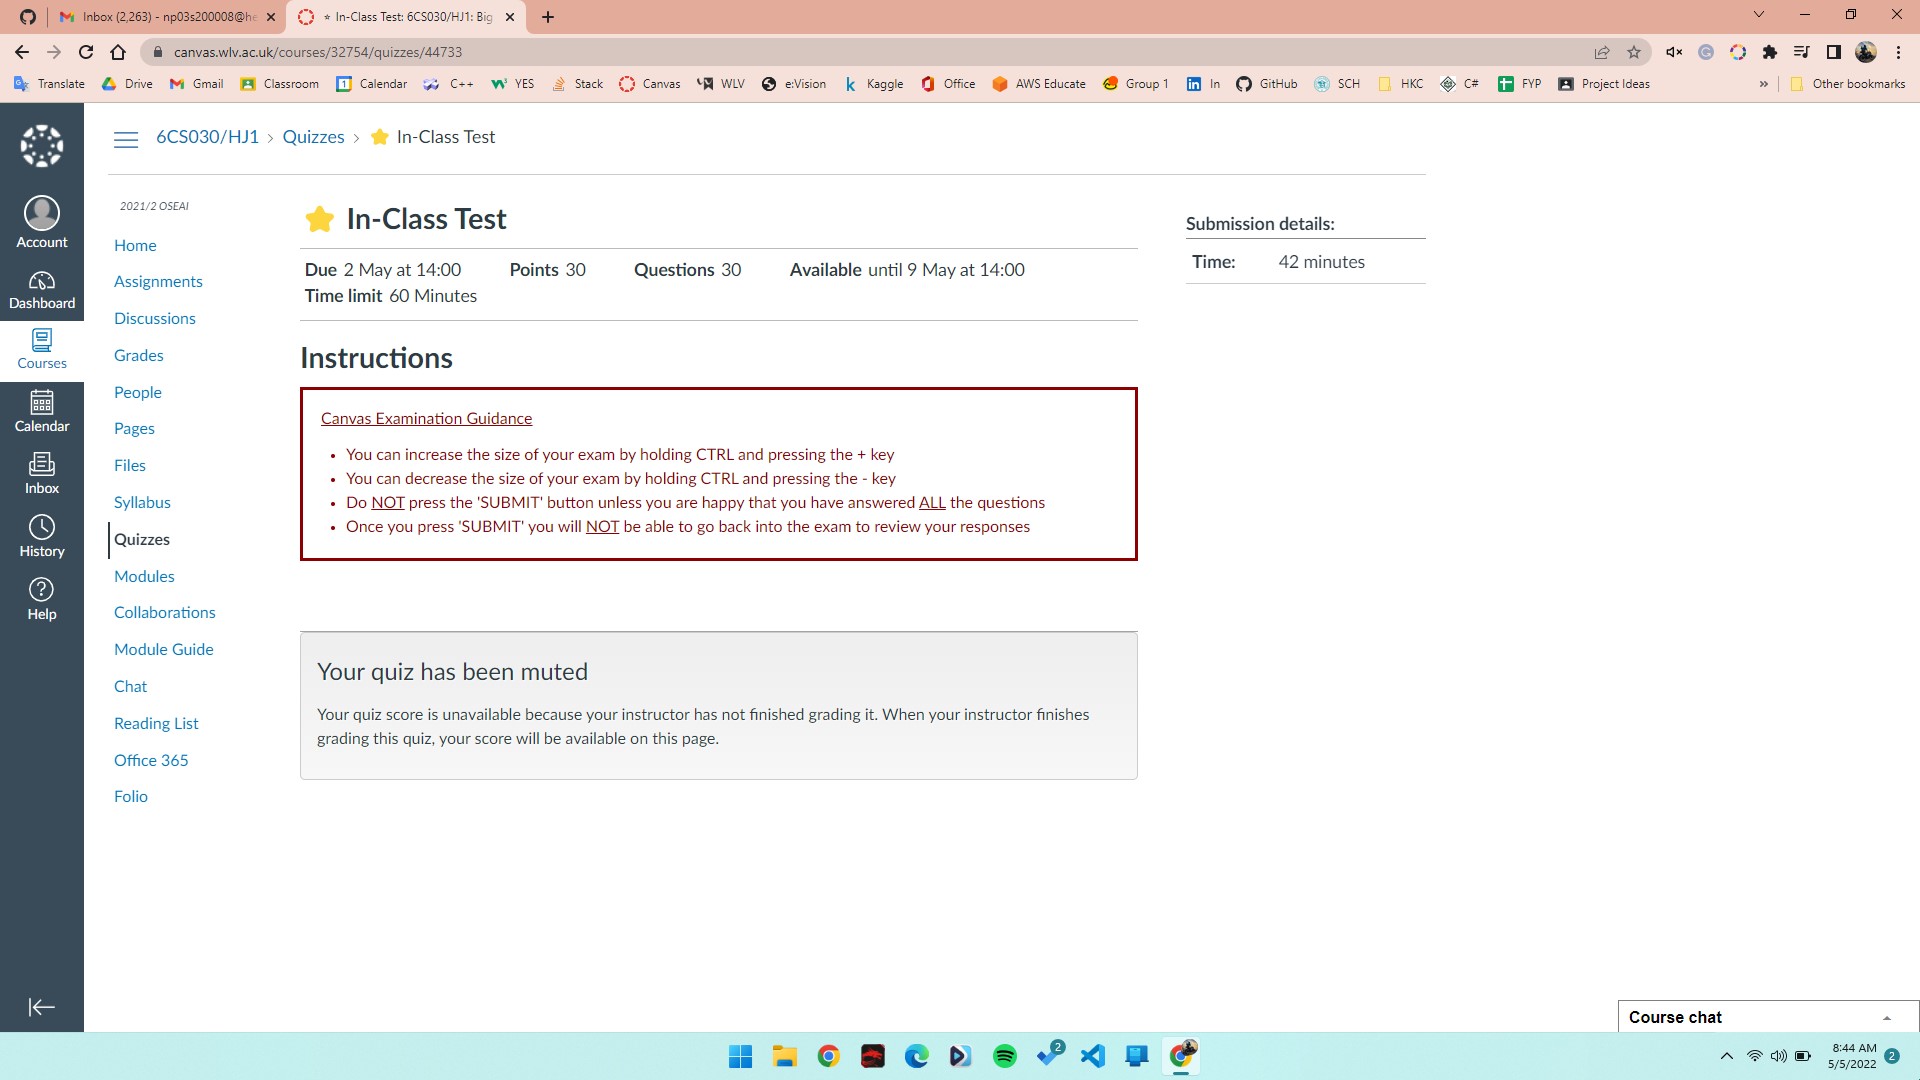 Inbox (2,263) - np03s200008@he
⭐ In-Class Test: 6CS030/HJ1: Big
canvas.wlv.ac.uk/courses/32754/quizzes/44733
Translate Drive Gmail Classroom Calendar C++ YES Stack Canvas WLV e:Vision Kaggle Office AWS Educate Group 1 In GitHub SCH HKC C# FYP Project Ideas » Other bookmarks
6CS030/HJ1 › Quizzes › ⭐ In-Class Test
Account
Dashboard
Courses
Calendar
Inbox
History
Help
2021/2 OSEAI
Home
Assignments
Discussions
Grades
People
Pages
Files
Syllabus
Quizzes
Modules
Collaborations
Module Guide
Chat
Reading List
Office 365
Folio
⭐ In-Class Test
Due 2 May at 14:00 Points 30 Questions 30 Available until 9 May at 14:00
Time limit 60 Minutes
Instructions
Canvas Examination Guidance
• You can increase the size of your exam by holding CTRL and pressing the + key
• You can decrease the size of your exam by holding CTRL and pressing the - key
• Do NOT press the 'SUBMIT' button unless you are happy that you have answered ALL the questions
• Once you press 'SUBMIT' you will NOT be able to go back into the exam to review your responses
Your quiz has been muted
Your quiz score is unavailable because your instructor has not finished grading it. When your instructor finishes
grading this quiz, your score will be available on this page.
Submission details:
Time: 42 minutes
Course chat
2
8:44 AM
5/5/2022
2